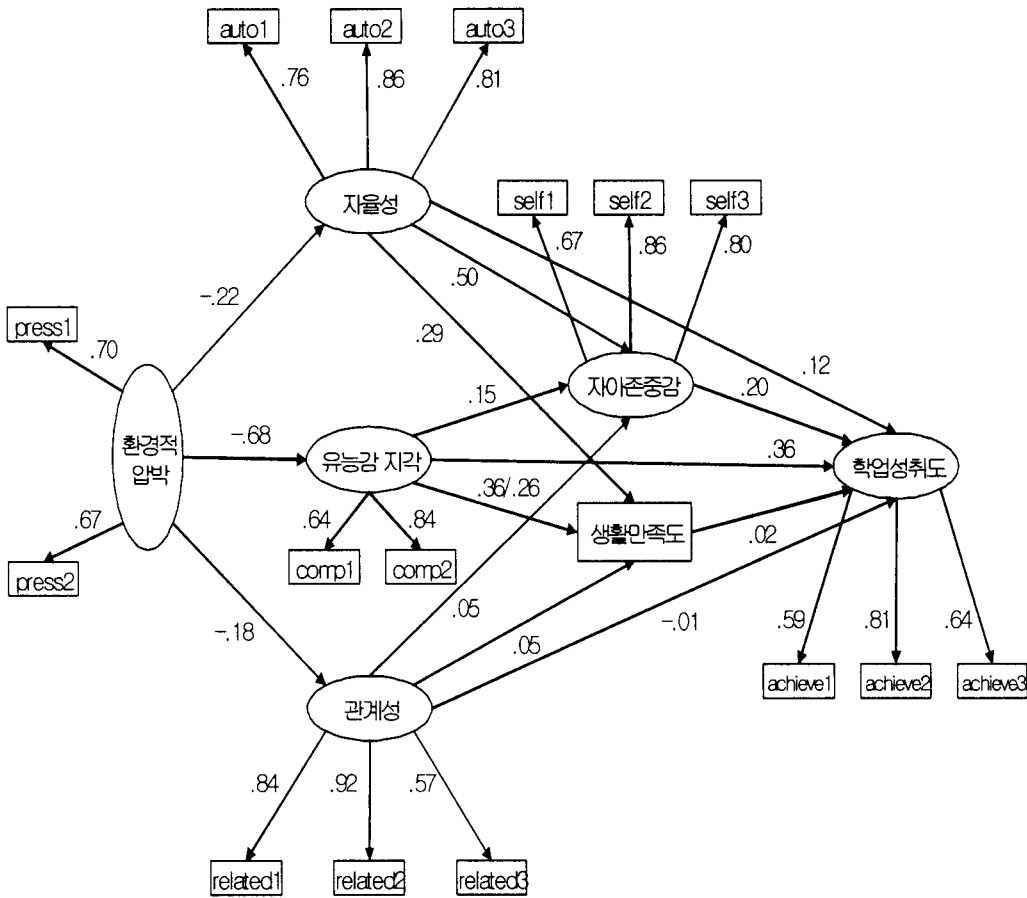 auto1 auto2 auto3
.76 .86 .81
자율성
self1 self2 self3
.67 .86 .80
.50
-.22
.29
press1
.70
.12
자아존중감
.15 .20
환경적
압박
-.68
유능감 지각
.36
학업성취도
.36/.26
.67
.64 .84
생활만족도
.02
press2
comp1 comp2
-.18
.05
.05
-.01
.59 .81 .64
achieve1 achieve2 achieve3
관계성
.84 .92 .57
related1 related2 related3